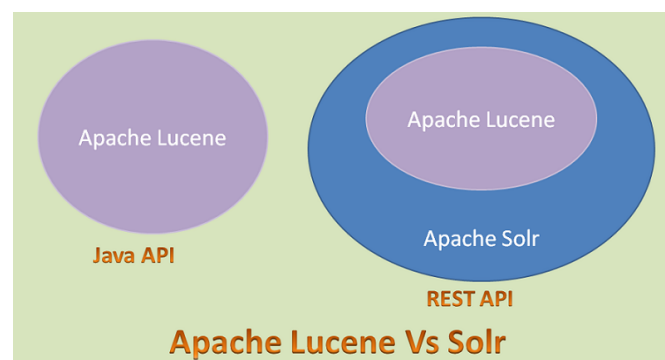 Apache Lucene
Java API
Apache Lucene
Apache Solr
REST API
Apache Lucene Vs Solr